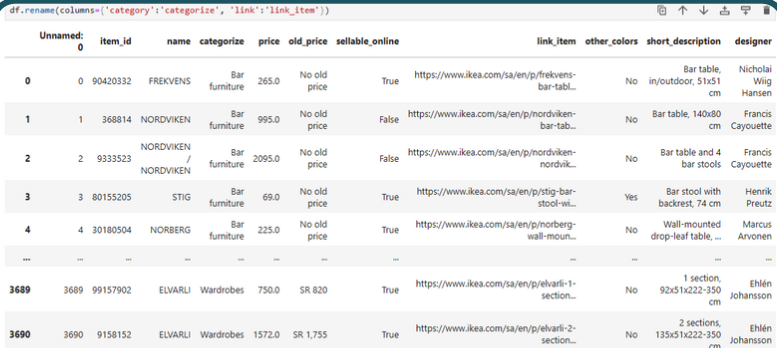 df.rename(columns={'category':'categorize', 'link':'link_item'})
Unnamed: 0 item_id name categorize price old_price sellable_online link_item other_colors short_description designer
0 0 90420332 FREKVENS Bar furniture 265.0 No old price True https://www.ikea.com/sa/en/p/frekvens-bar-tabl... No Bar table, in/outdoor, 51x51 cm Nicholai Wiig Hansen
1 1 368814 NORDVIKEN Bar furniture 995.0 No old price False https://www.ikea.com/sa/en/p/nordviken-bar-tab... No Bar table, 140x80 cm Francis Cayouette
2 2 9333523 NORDVIKEN / NORDVIKEN Bar furniture 2095.0 No old price False https://www.ikea.com/sa/en/p/nordviken-nordvik... No Bar table and 4 bar stools Francis Cayouette
3 3 80155205 STIG Bar furniture 69.0 No old price True https://www.ikea.com/sa/en/p/stig-bar-stool-wi... Yes Bar stool with backrest, 74 cm Henrik Preutz
4 4 30180504 NORBERG Bar furniture 225.0 No old price True https://www.ikea.com/sa/en/p/norberg-wall-moun... No Wall-mounted drop-leaf table, ... Marcus Arvonen
... ... ... ... ... ... ... ... ... ... ... ...
3689 3689 99157902 ELVARLI Wardrobes 750.0 SR 820 True https://www.ikea.com/sa/en/p/elvarli-1-section... No 1 section, 92x51x222-350 cm Ehlén Johansson
3690 3690 9158152 ELVARLI Wardrobes 1572.0 SR 1,755 True https://www.ikea.com/sa/en/p/elvarli-2-section... No 2 sections, 135x51x222-350 cm Ehlén Johansson